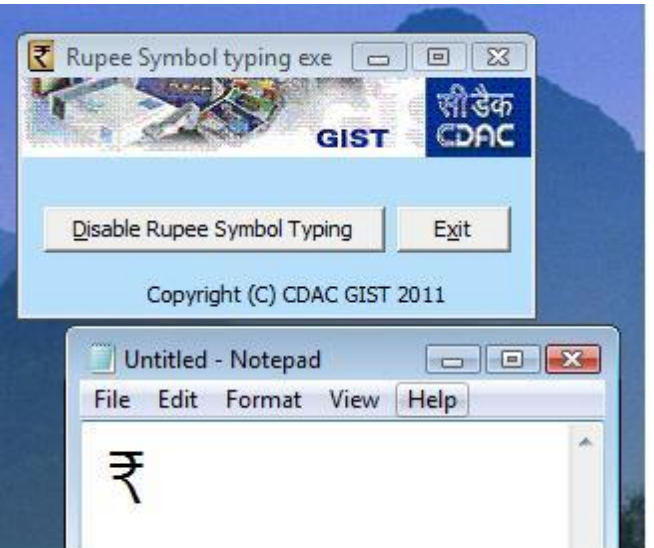 Rupee Symbol typing exe
GIST
सी डैक
CDAC
Disable Rupee Symbol Typing
Exit
Copyright (C) CDAC GIST 2011
Untitled - Notepad
File Edit Format View Help
₹